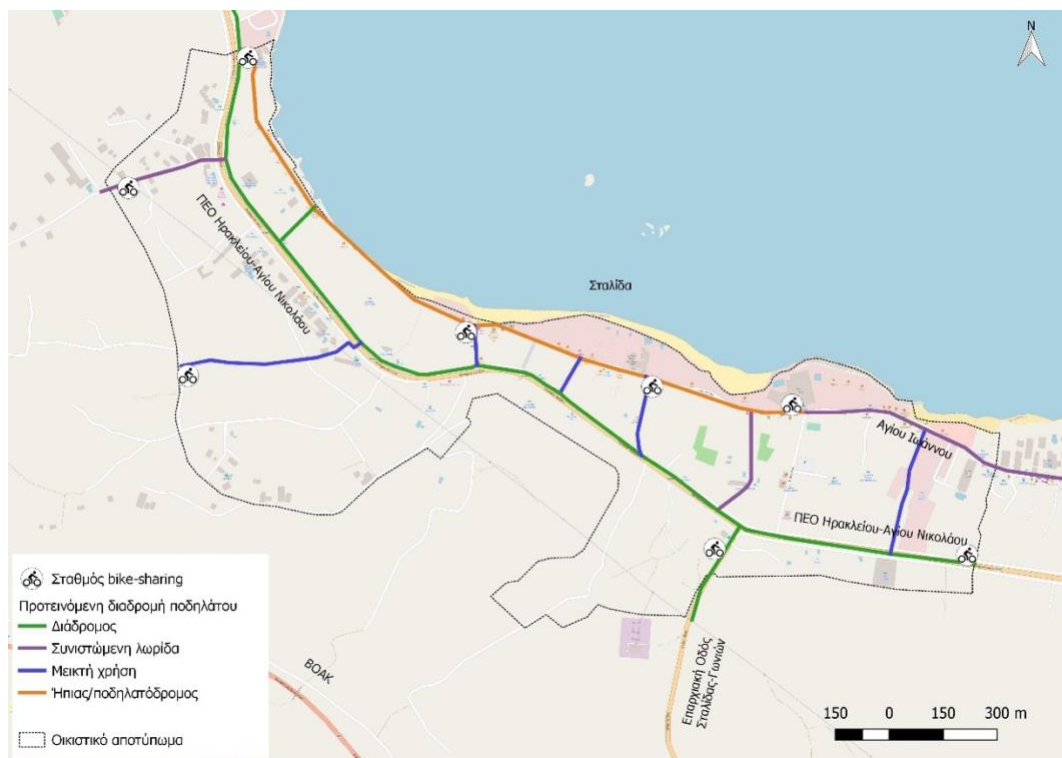 N
ΠΕΟ Ηρακλείου-Αγίου Νικολάου
Σταλίδα
Αγίου Ιωάννου
ΠΕΟ Ηρακλείου-Αγίου Νικολάου
Επαρχιακή Οδός
Σταλίδας-Γωνιών
ΒΟΑΚ
Σταθμός bike-sharing
Προτεινόμενη διαδρομή ποδηλάτου
Διάδρομος
Συνιστώμενη λωρίδα
Μεικτή χρήση
Ήπιας/ποδηλατόδρομος
Οικιστικό αποτύπωμα
150 0 150 300 m